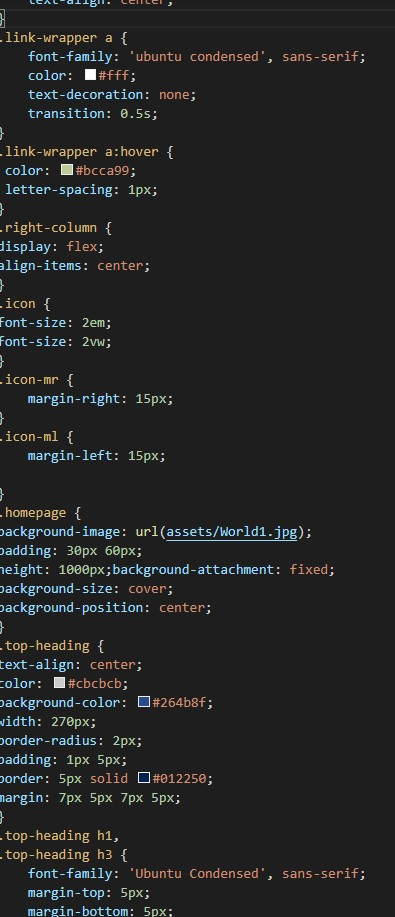 text-align: center;
}
.link-wrapper a {
font-family: 'ubuntu condensed', sans-serif;
color: #fff;
text-decoration: none;
transition: 0.5s;
}
.link-wrapper a:hover {
color: #bcca99;
letter-spacing: 1px;
}
.right-column {
display: flex;
align-items: center;
}
.icon {
font-size: 2em;
font-size: 2vw;
}
.icon-mr {
margin-right: 15px;
}
.icon-ml {
margin-left: 15px;
}
.homepage {
background-image: url(assets/World1.jpg);
padding: 30px 60px;
height: 1000px;background-attachment: fixed;
background-size: cover;
background-position: center;
}
.top-heading {
text-align: center;
color: #cbcbcb;
background-color: #264b8f;
width: 270px;
border-radius: 2px;
padding: 1px 5px;
border: 5px solid #012250;
margin: 7px 5px 7px 5px;
}
.top-heading h1,
.top-heading h3 {
font-family: 'Ubuntu Condensed', sans-serif;
margin-top: 5px;
margin-bottom: 5px;